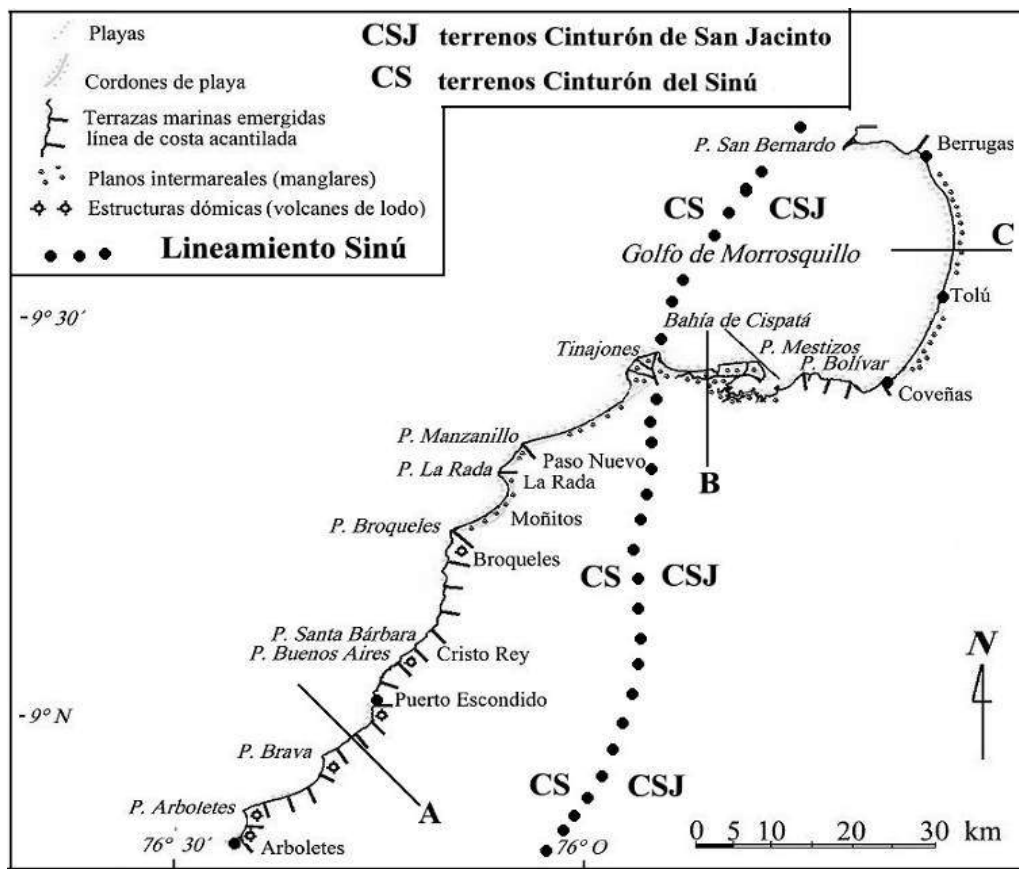 Playas
Cordones de playa
Terrazas marinas emergidas
línea de costa acantilada
Planos intermareales (manglares)
Estructuras dómicas (volcanes de lodo)
Lineamiento Sinú
CSJ terrenos Cinturón de San Jacinto
CS terrenos Cinturón del Sinú
P. San Bernardo
Berrugas
CS CSJ
C
Golfo de Morrosquillo
Tolú
9° 30´
Bahía de Cispatá
Tinajones
P. Mestizos
P. Bolívar
Coveñas
P. Manzanillo
Paso Nuevo
P. La Rada
La Rada
B
Moñitos
P. Broqueles
Broqueles
CS CSJ
P. Santa Bárbara
P. Buenos Aires
Cristo Rey
N
Puerto Escondido
9° N
P. Brava
CS CSJ
P. Arboletes
A
76° 30´
Arboletes
76° O
0 5 10 20 30 km